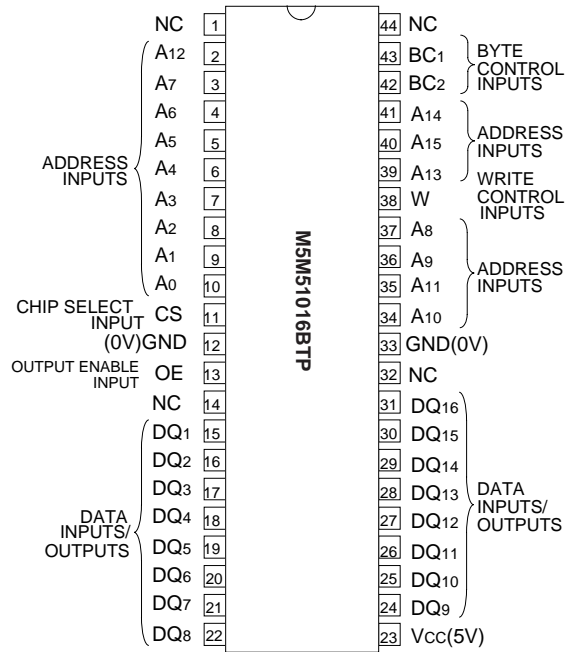 NC 1
A12 2
A7 3
A6 4
A5 5
A4 6
A3 7
A2 8
A1 9
A0 10
ADDRESS
INPUTS
CHIP SELECT
INPUT
CS 11
(0V)GND 12
OUTPUT ENABLE
INPUT
OE 13
NC 14
DQ1 15
DQ2 16
DQ3 17
DQ4 18
DQ5 19
DQ6 20
DQ7 21
DQ8 22
DATA
INPUTS/
OUTPUTS
M5M51016BTP
44 NC
43 BC1
42 BC2
BYTE
CONTROL
INPUTS
41 A14
40 A15
39 A13
ADDRESS
INPUTS
38 W
WRITE
CONTROL
INPUTS
37 A8
36 A9
35 A11
34 A10
ADDRESS
INPUTS
33 GND(0V)
32 NC
31 DQ16
30 DQ15
29 DQ14
28 DQ13
27 DQ12
26 DQ11
25 DQ10
24 DQ9
DATA
INPUTS/
OUTPUTS
23 VCC(5V)